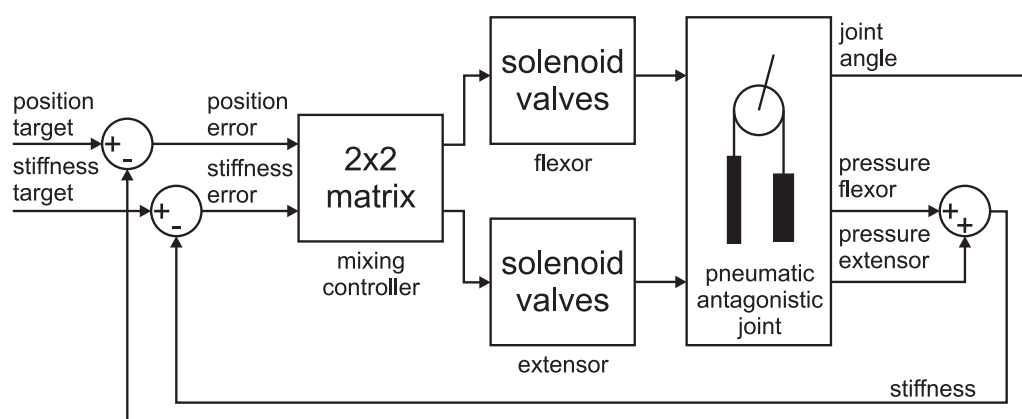 position
target
+
-
position
error
stiffness
target
+
-
stiffness
error
2x2
matrix
mixing
controller
solenoid
valves
flexor
solenoid
valves
extensor
pneumatic
antagonistic
joint
joint
angle
pressure
flexor
+
+
pressure
extensor
stiffness